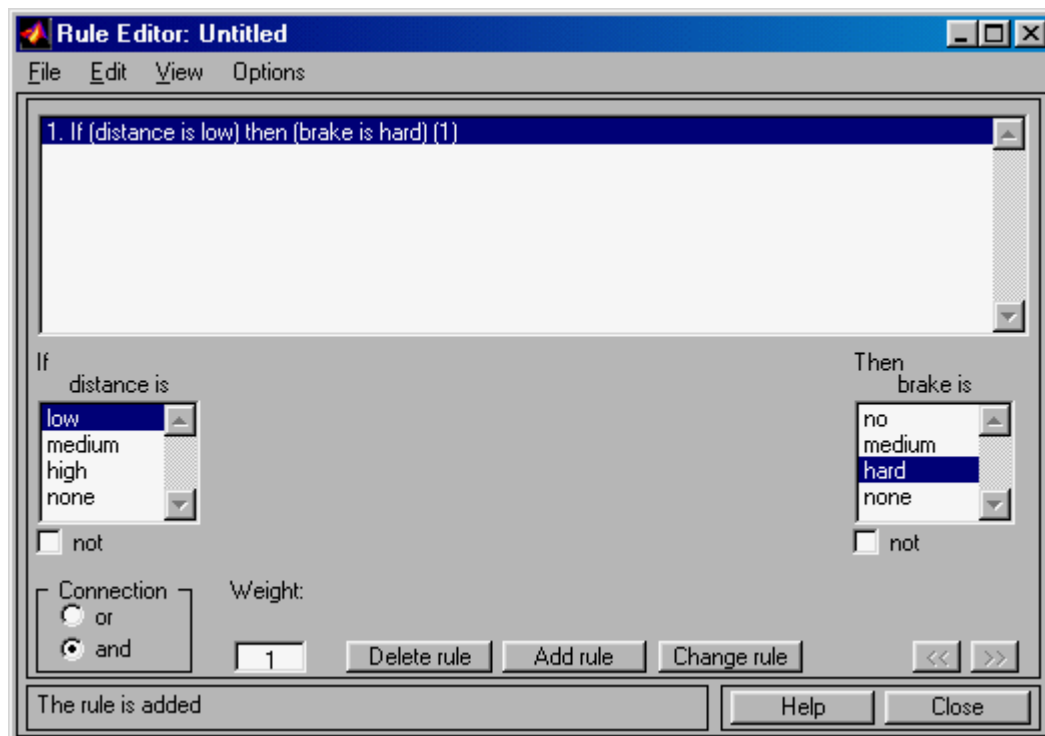 Rule Editor: Untitled
File Edit View Options
1. If (distance is low) then (brake is hard) (1)
If
distance is
low
medium
high
none
not
Then
brake is
no
medium
hard
none
not
Connection
or
and
Weight:
1
Delete rule
Add rule
Change rule
<<
>>
The rule is added
Help
Close